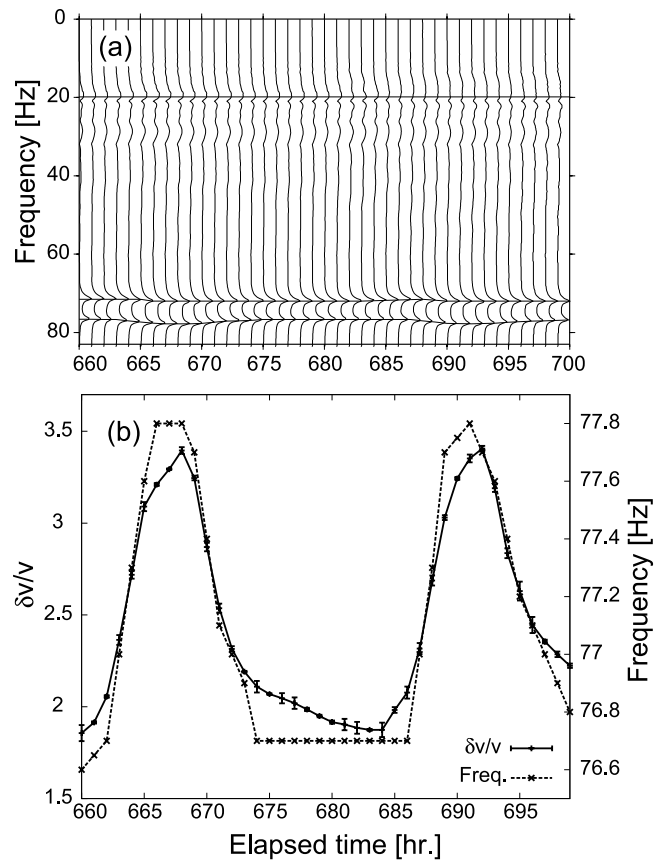 (a)
Frequency [Hz]
0
20
40
60
80
660 665 670 675 680 685 690 695 700
(b)
δv/v
3.5
3
2.5
2
1.5
77.8
77.6
77.4
77.2
77
76.8
76.6
Frequency [Hz]
δv/v
Freq.
660 665 670 675 680 685 690 695
Elapsed time [hr.]